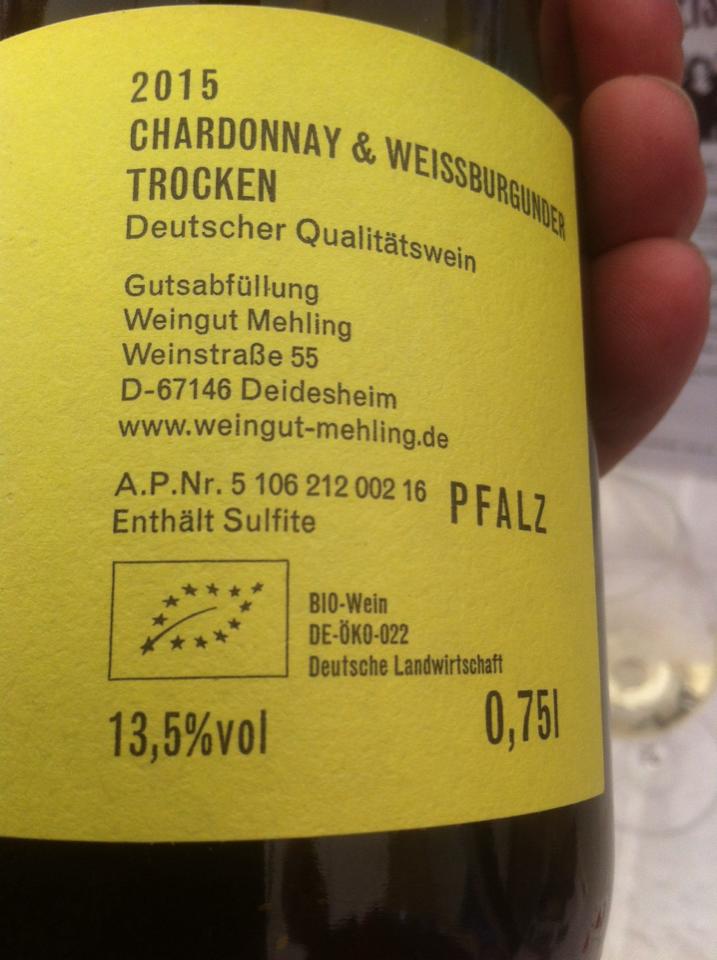 2015
CHARDONNAY & WEISSBURGUNDER
TROCKEN
Deutscher Qualitätswein
Gutsabfüllung
Weingut Mehling
Weinstraße 55
D-67146 Deidesheim
www.weingut-mehling.de
A.P.Nr. 5 106 212 002 16
Enthält Sulfite
PFALZ
BIO-Wein
DE-ÖKO-022
Deutsche Landwirtschaft
13,5%vol
0,75l